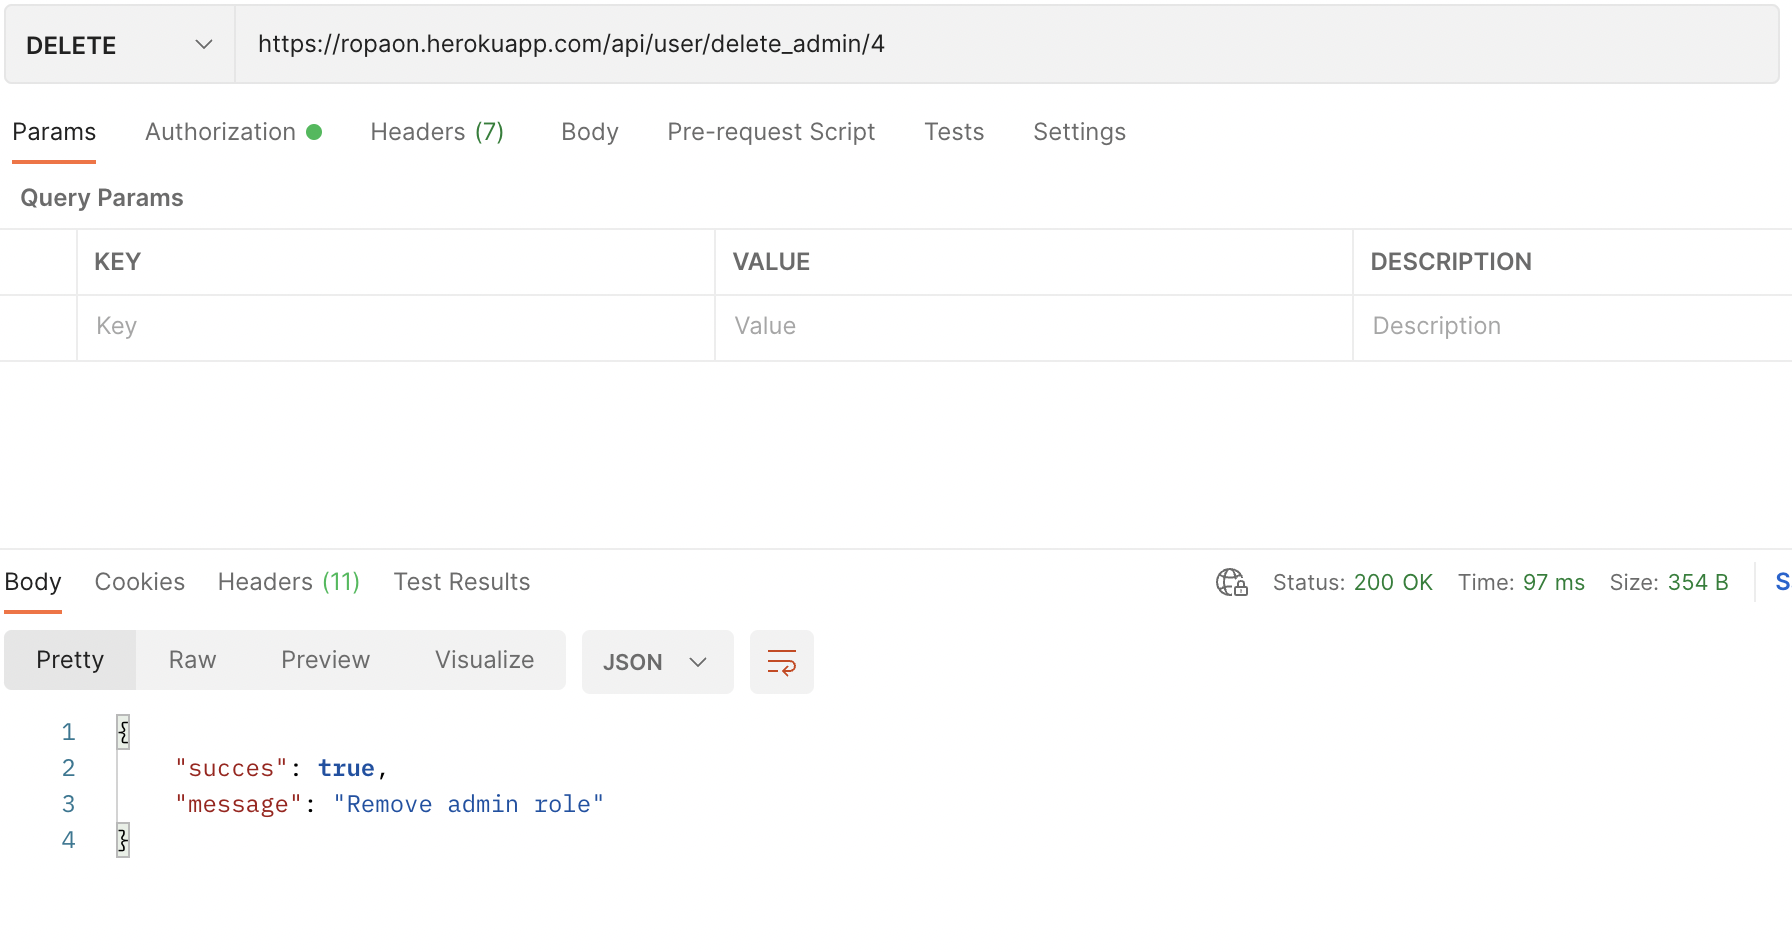 DELETE https://ropaon.herokuapp.com/api/user/delete_admin/4
Params Authorization Headers (7) Body Pre-request Script Tests Settings
Query Params
KEY VALUE DESCRIPTION
Key Value Description
Body Cookies Headers (11) Test Results Status: 200 OK Time: 97 ms Size: 354 B S
Pretty Raw Preview Visualize JSON
1 {
2 "succes": true,
3 "message": "Remove admin role"
4 }